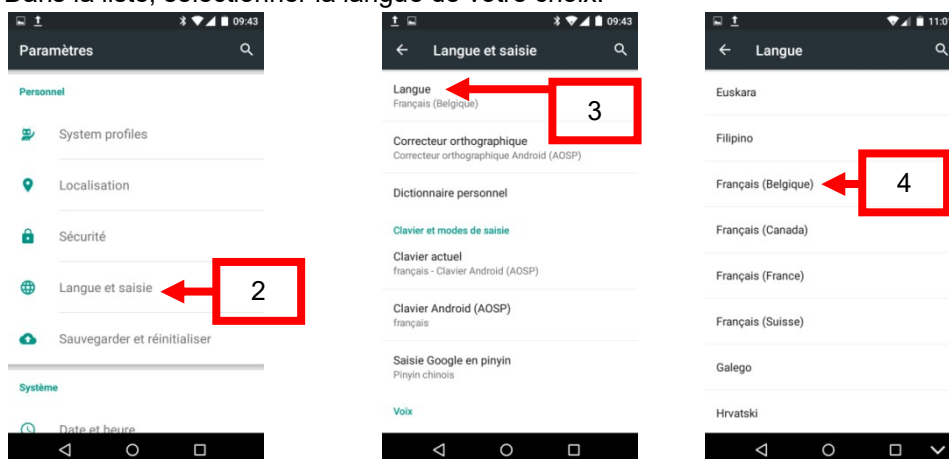 Dans la liste, sélectionner la langue de votre choix.
09:43
Paramètres
Personnel
System profiles
Localisation
Sécurité
Langue et saisie
2
Sauvegarder et réinitialiser
Système
Date et heure
09:43
Langue et saisie
Langue
Français (Belgique)
3
Correcteur orthographique
Correcteur orthographique Android (AOSP)
Dictionnaire personnel
Clavier et modes de saisie
Clavier actuel
français - Clavier Android (AOSP)
Clavier Android (AOSP)
français
Saisie Google en pinyin
Pinyin chinois
Voix
Langue
Euskara
Filipino
Français (Belgique)
4
Français (Canada)
Français (France)
Français (Suisse)
Galego
Hrvatski